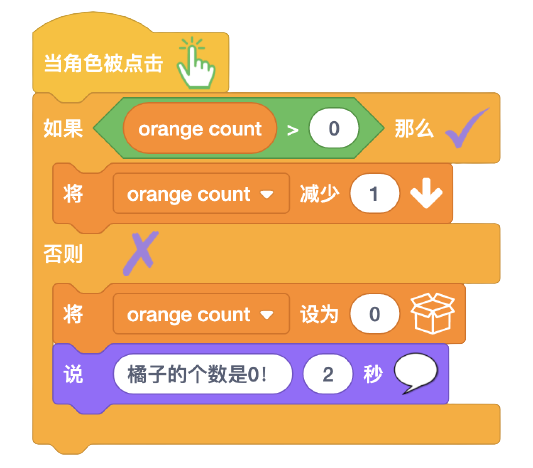 当角色被点击
如果 orange count > 0 那么
将 orange count 减少 1
否则
将 orange count 设为 0
说 橘子的个数是0! 2 秒